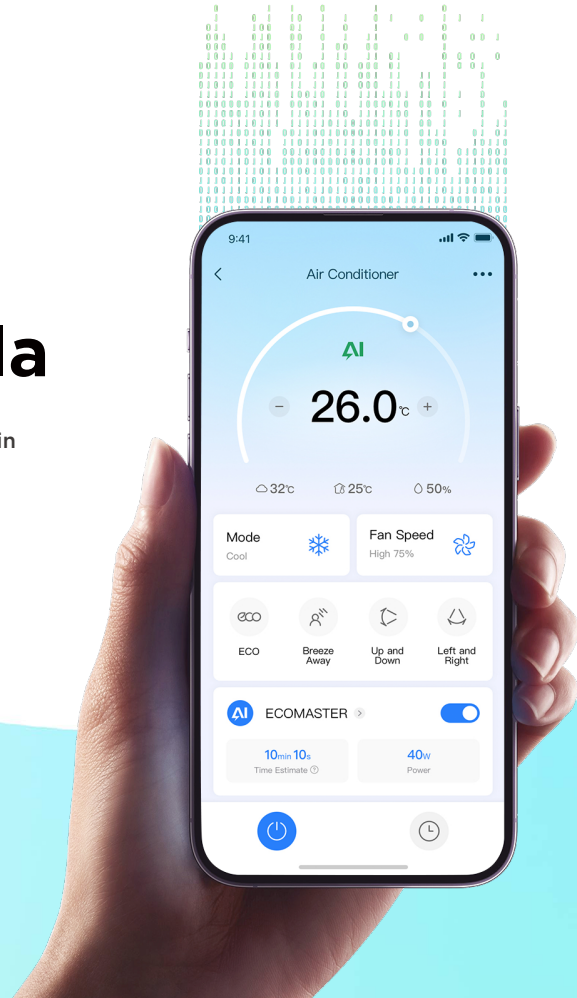 9:41
Air Conditioner
AI
26.0°C
32°C 25°C 50%
Mode
Cool
Fan Speed
High 75%
ECO
Breeze
Away
Up and
Down
Left and
Right
AI ECOMASTER
10min 10s
Time Estimate
40W
Power
la
in